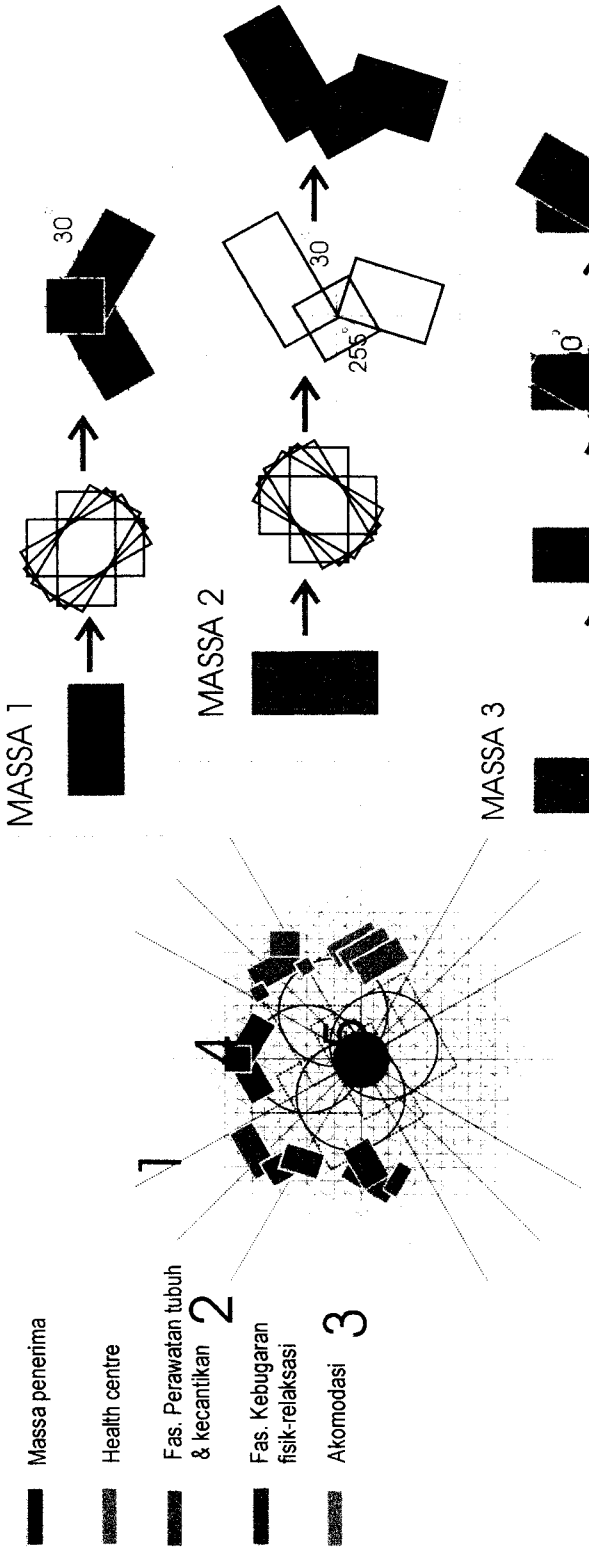 Massa penerima
Health centre
Fas. Perawatan tubuh
& kecantikan
Fas. Kebugaran
fisik-relaksasi
Akomodasi
1
2
3
4
MASSA 1
30°
MASSA 2
30°
255°
MASSA 3